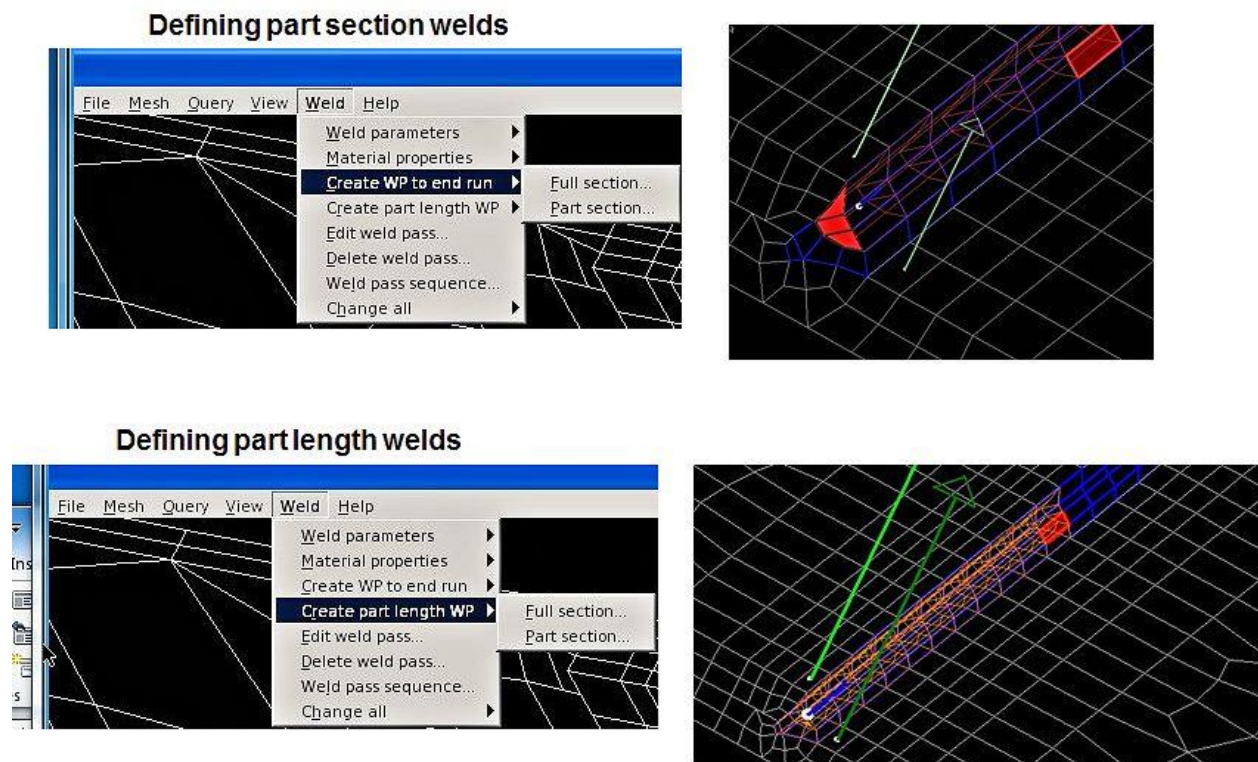 Defining part section welds
File Mesh Query View Weld Help
Weld parameters
Material properties
Create WP to end run
Full section...
Create part length WP
Part section...
Edit weld pass...
Delete weld pass...
Weld pass sequence...
Change all
Defining part length welds
File Mesh Query View Weld Help
Weld parameters
Material properties
Ins
Create WP to end run
Create part length WP
Full section...
Edit weld pass...
Part section...
Delete weld pass...
Weld pass sequence...
s
Change all